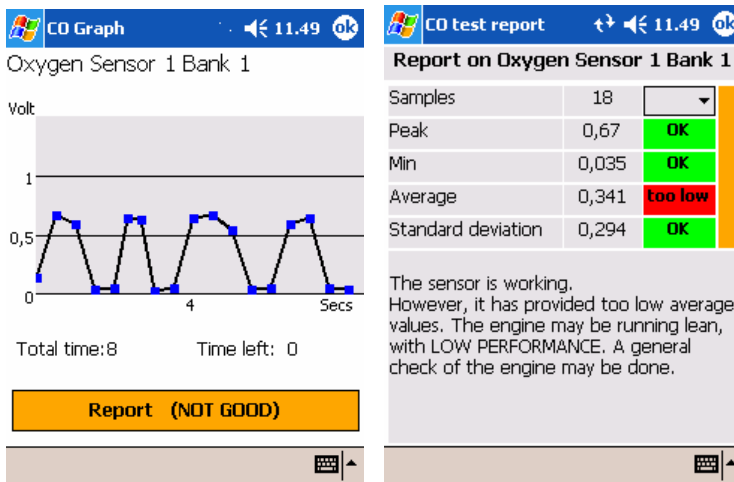 CO Graph 11.49 ok
Oxygen Sensor 1 Bank 1
Volt
1
0,5
0 4 Secs
Total time:8 Time left: 0
Report (NOT GOOD)
CO test report 11.49 ok
Report on Oxygen Sensor 1 Bank 1
Samples 18
Peak 0,67 OK
Min 0,035 OK
Average 0,341 too low
Standard deviation 0,294 OK
The sensor is working.
However, it has provided too low average
values. The engine may be running lean,
with LOW PERFORMANCE. A general
check of the engine may be done.